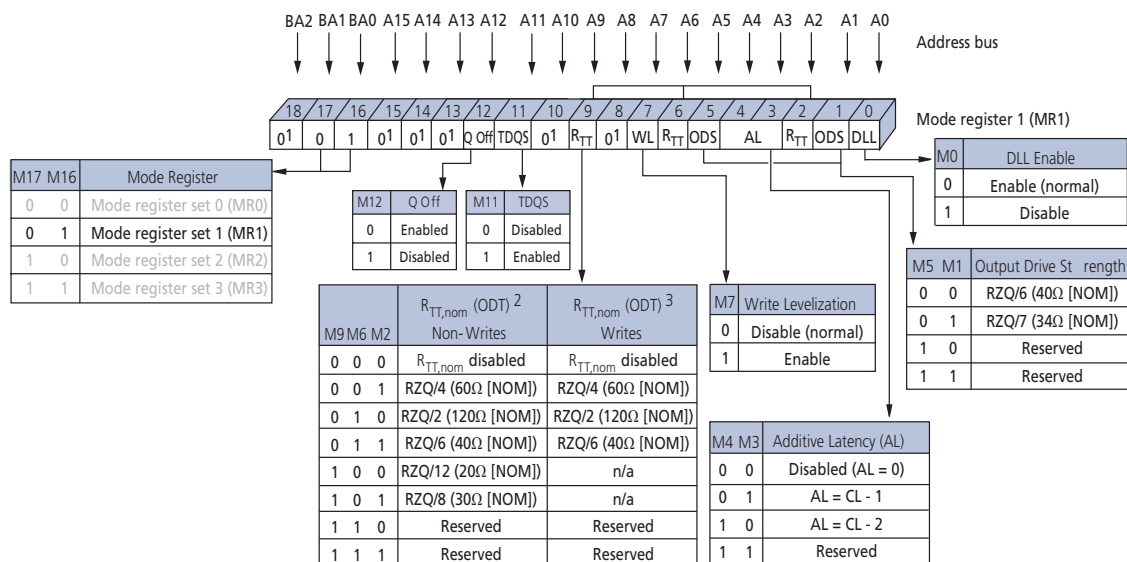 BA2 BA1 BA0 A15 A14 A13 A12 A11 A10 A9 A8 A7 A6 A5 A4 A3 A2 A1 A0
Address bus
18 17 16 15 14 13 12 11 10 9 8 7 6 5 4 3 2 1 0
Mode register 1 (MR1)
0¹ 0 1 0¹ 0¹ 0¹ Q Off TDQS 0¹ RTT 0¹ WL RTT ODS AL RTT ODS DLL
M0 DLL Enable
0 Enable (normal)
1 Disable
M17 M16 Mode Register
0 0 Mode register set 0 (MR0)
0 1 Mode register set 1 (MR1)
1 0 Mode register set 2 (MR2)
1 1 Mode register set 3 (MR3)
M12 Q Off
0 Enabled
1 Disabled
M11 TDQS
0 Disabled
1 Enabled
M5 M1 Output Drive St rength
0 0 RZQ/6 (40Ω [NOM])
0 1 RZQ/7 (34Ω [NOM])
1 0 Reserved
1 1 Reserved
M7 Write Levelization
0 Disable (normal)
1 Enable
RTT,nom (ODT) 2 RTT,nom (ODT) 3
M9 M6 M2 Non-Writes Writes
0 0 0 RTT,nom disabled RTT,nom disabled
0 0 1 RZQ/4 (60Ω [NOM]) RZQ/4 (60Ω [NOM])
0 1 0 RZQ/2 (120Ω [NOM]) RZQ/2 (120Ω [NOM])
0 1 1 RZQ/6 (40Ω [NOM]) RZQ/6 (40Ω [NOM])
1 0 0 RZQ/12 (20Ω [NOM]) n/a
1 0 1 RZQ/8 (30Ω [NOM]) n/a
1 1 0 Reserved Reserved
1 1 1 Reserved Reserved
M4 M3 Additive Latency (AL)
0 0 Disabled (AL = 0)
0 1 AL = CL - 1
1 0 AL = CL - 2
1 1 Reserved